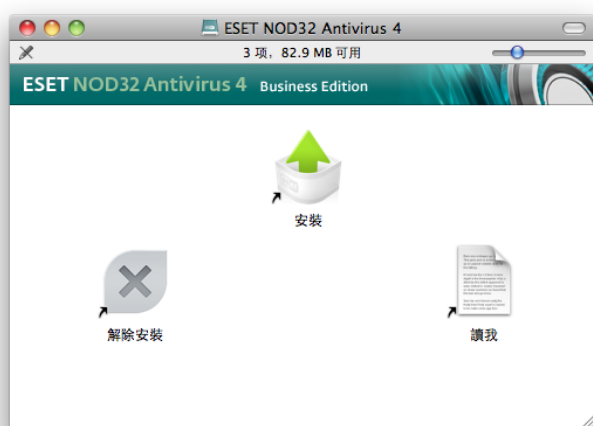 ESET NOD32 Antivirus 4
3 项，82.9 MB 可用
ESET NOD32 Antivirus 4 Business Edition
安裝
解除安裝
讀我